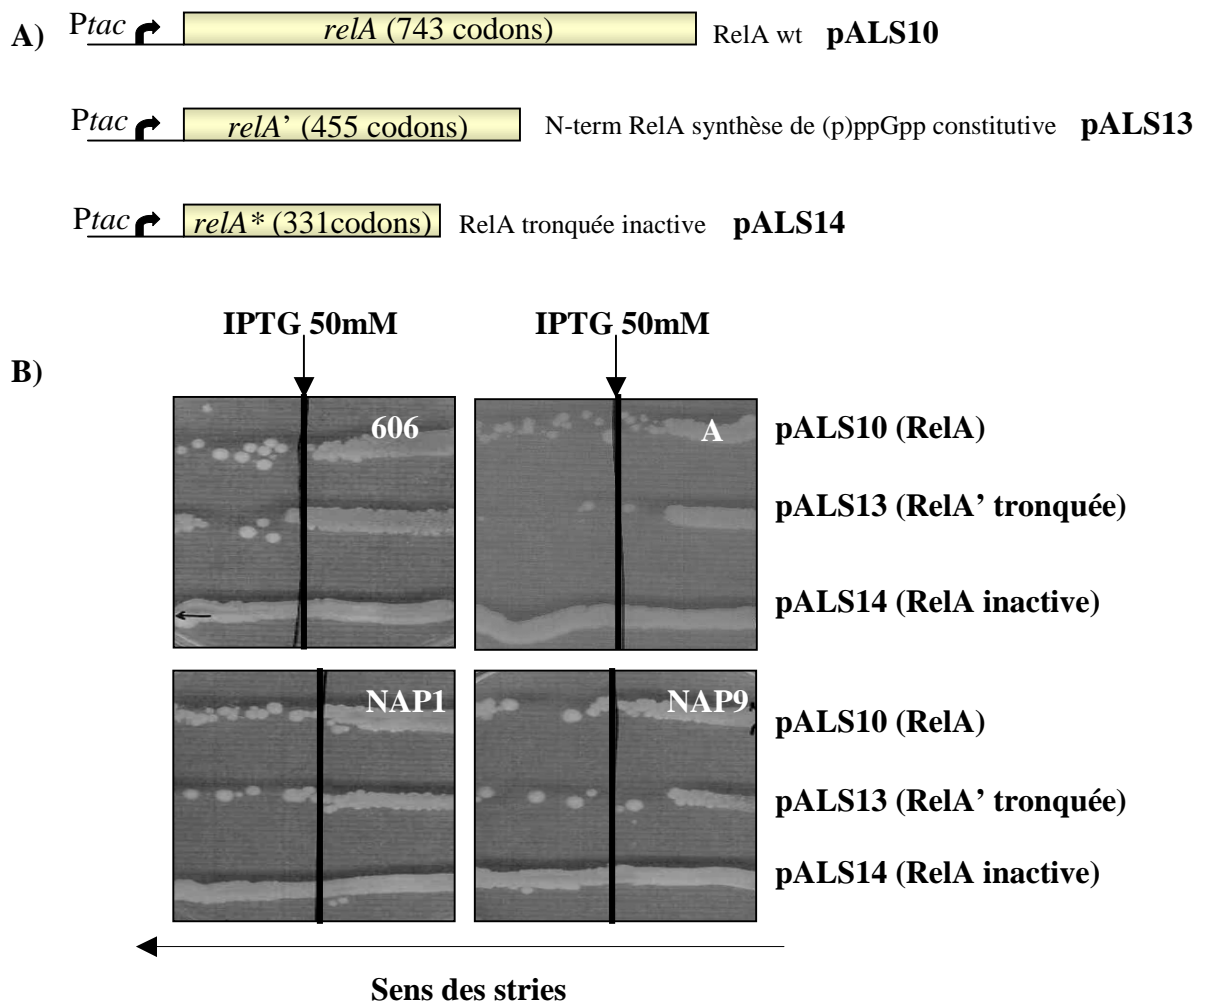 A)
Ptac relA (743 codons) RelA wt pALS10
Ptac relA’ (455 codons) N-term RelA synthèse de (p)ppGpp constitutive pALS13
Ptac relA* (331codons) RelA tronquée inactive pALS14
IPTG 50mM IPTG 50mM
B)
606 A pALS10 (RelA)
pALS13 (RelA’ tronquée)
pALS14 (RelA inactive)
NAP1 NAP9 pALS10 (RelA)
pALS13 (RelA’ tronquée)
pALS14 (RelA inactive)
Sens des stries